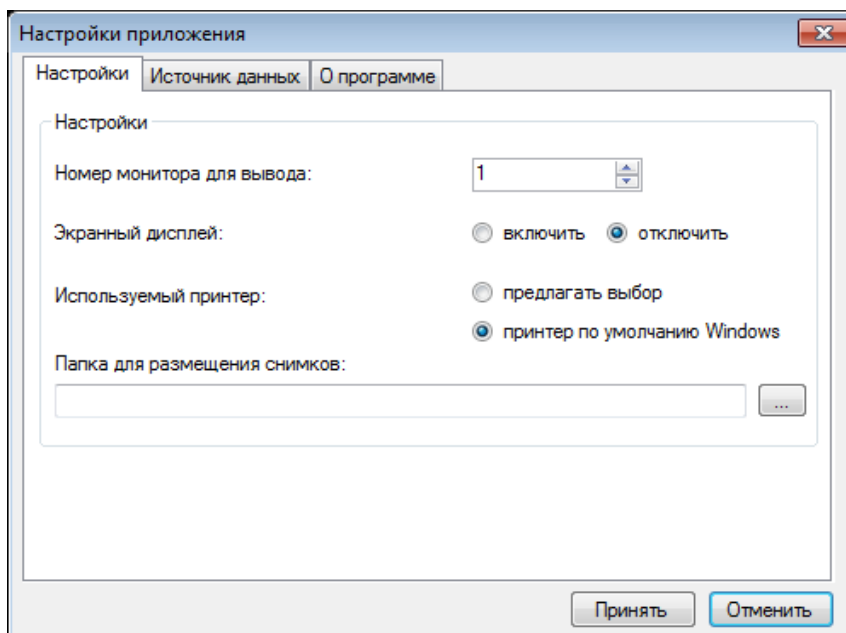 Настройки приложения
Настройки Источник данных О программе
Настройки
Номер монитора для вывода: 1
Экранный дисплей: включить отключить
Используемый принтер: предлагать выбор
принтер по умолчанию Windows
Папка для размещения снимков:
...
Принять Отменить